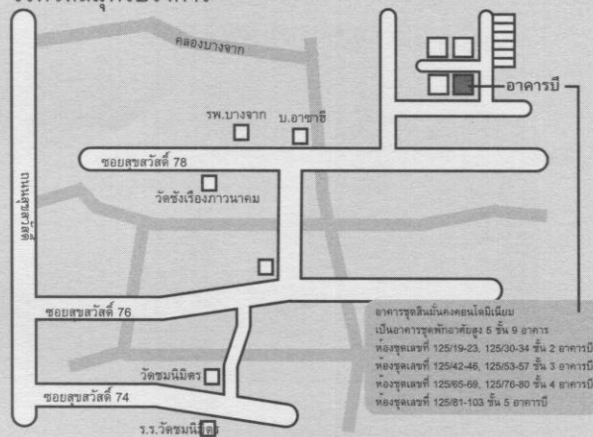 คลองบางจาก
อาคารบี
รพ.บางจาก
บ.อาซาฮี
ซอยสุขสวัสดิ์ 78
ถนนสุขสวัสดิ์
วัดชังเรืองภาวนาคม
ซอยสุขสวัสดิ์ 76
อาคารชุดสินมั่นคงคอนโดมิเนียม
เป็นอาคารชุดพักอาศัยสูง 5 ชั้น 9 อาคาร
ห้องชุดเลขที่ 125/19-23, 125/30-34 ชั้น 2 อาคารบี
ห้องชุดเลขที่ 125/42-46, 125/53-57 ชั้น 3 อาคารบี
ห้องชุดเลขที่ 125/65-69, 125/76-80 ชั้น 4 อาคารบี
ห้องชุดเลขที่ 125/81-103 ชั้น 5 อาคารบี
วัดชมนิมิตร
ซอยสุขสวัสดิ์ 74
ร.ร.วัดชมนิมิตร